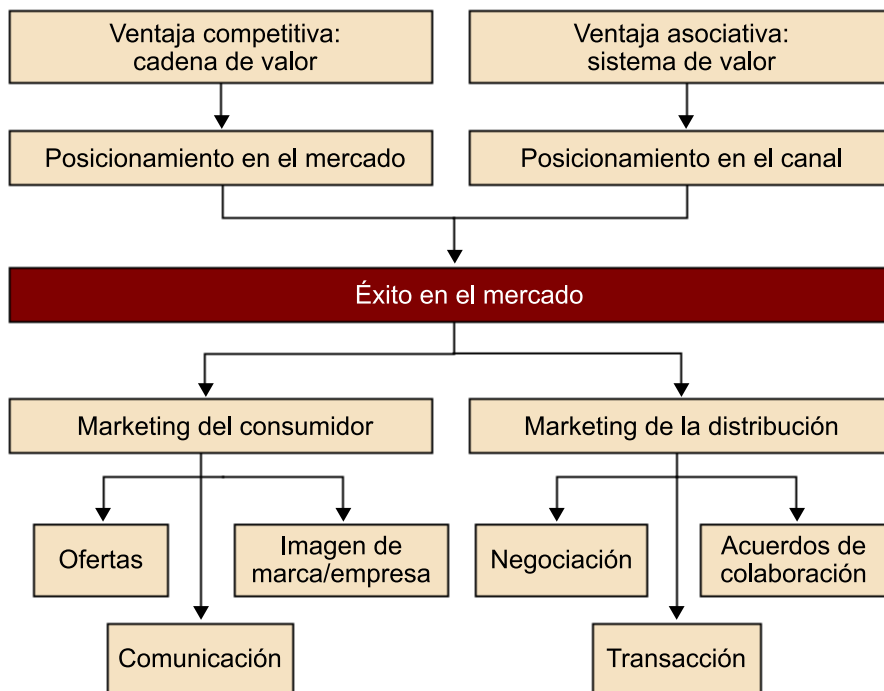 Ventaja competitiva:
cadena de valor
Ventaja asociativa:
sistema de valor
Posicionamiento en el mercado
Posicionamiento en el canal
Éxito en el mercado
Marketing del consumidor
Marketing de la distribución
Ofertas
Imagen de
marca/empresa
Negociación
Acuerdos de
colaboración
Comunicación
Transacción